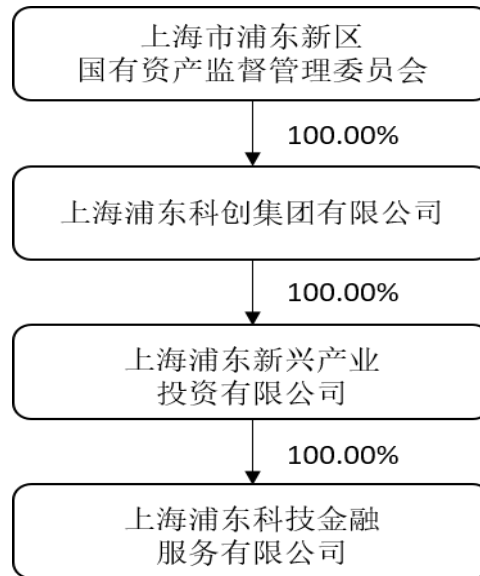 上海市浦东新区
国有资产监督管理委员会
100.00%
上海浦东科创集团有限公司
100.00%
上海浦东新兴产业
投资有限公司
100.00%
上海浦东科技金融
服务有限公司